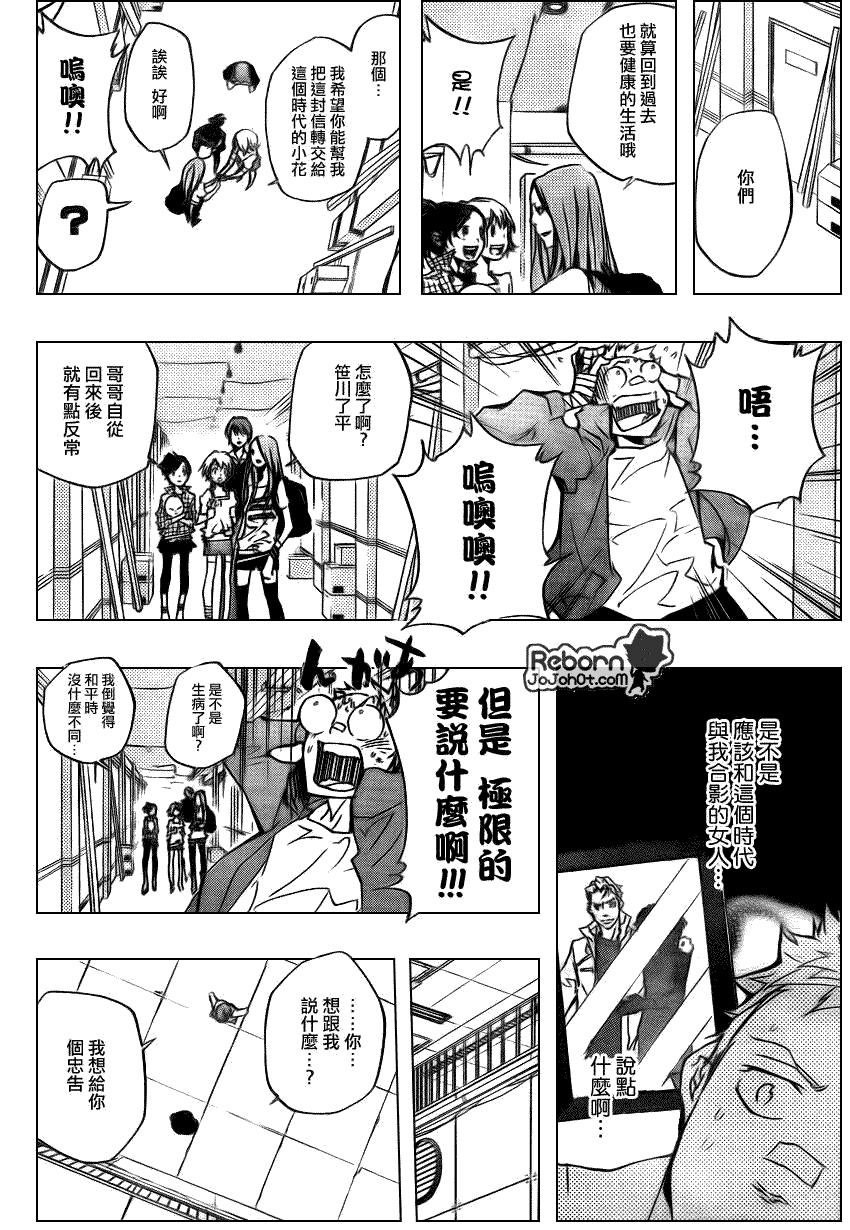 你們
就算回到過去
也要健康的生活哦
是!!
那個…
我希望你能幫我
把這封信轉交給
這個時代的小花
誒誒 好啊
嗚噢!!
?
唔…
嗚噢噢!!
怎麼了啊?
笹川了平
哥哥自從
回來後
就有點反常
Reborn
JoJoHot.com
是不是
應該和這個時代
與我合影的女人…
說點
什麼啊…
但是 極限的
要説什麼啊!!!
んがぁぁ
是不是
生病了啊?
我倒覺得
和平時
沒什麼不同…
…你
想跟我
説什麼…?
我想給你
個忠告